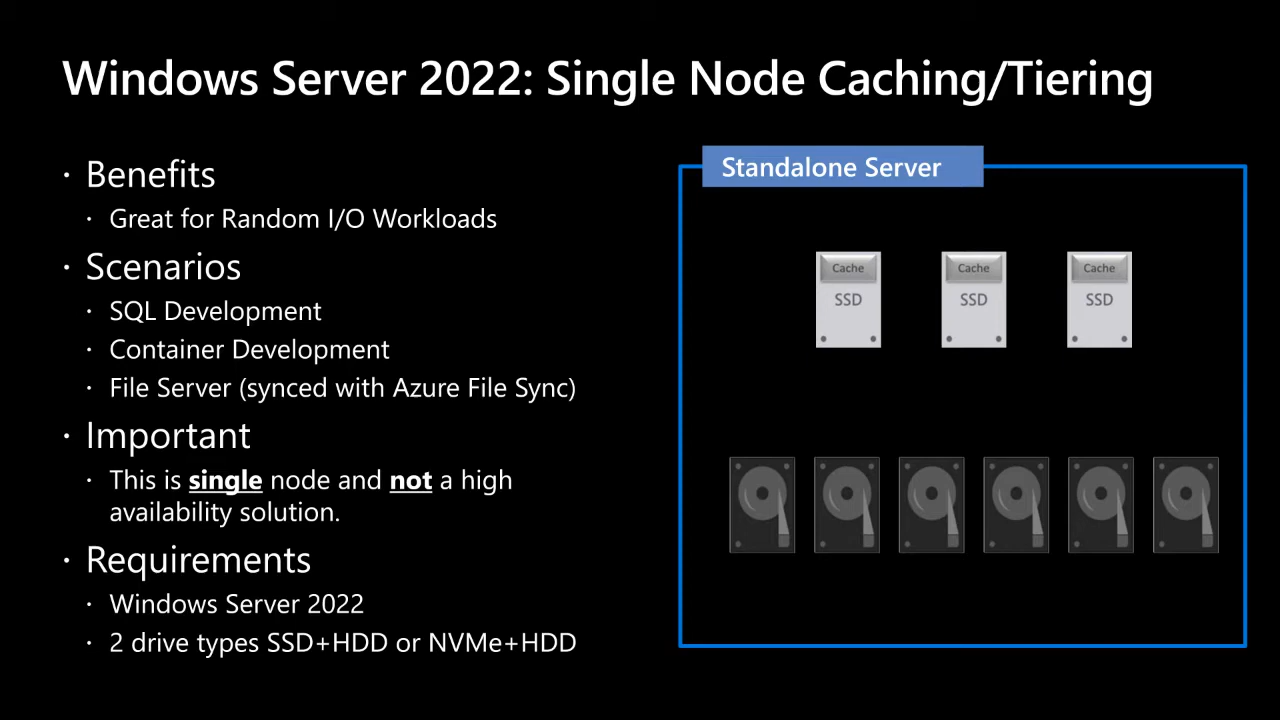 Windows Server 2022: Single Node Caching/Tiering
· Benefits
· Great for Random I/O Workloads
· Scenarios
· SQL Development
· Container Development
· File Server (synced with Azure File Sync)
· Important
· This is single node and not a high
availability solution.
· Requirements
· Windows Server 2022
· 2 drive types SSD+HDD or NVMe+HDD
Standalone Server
Cache Cache Cache
SSD SSD SSD